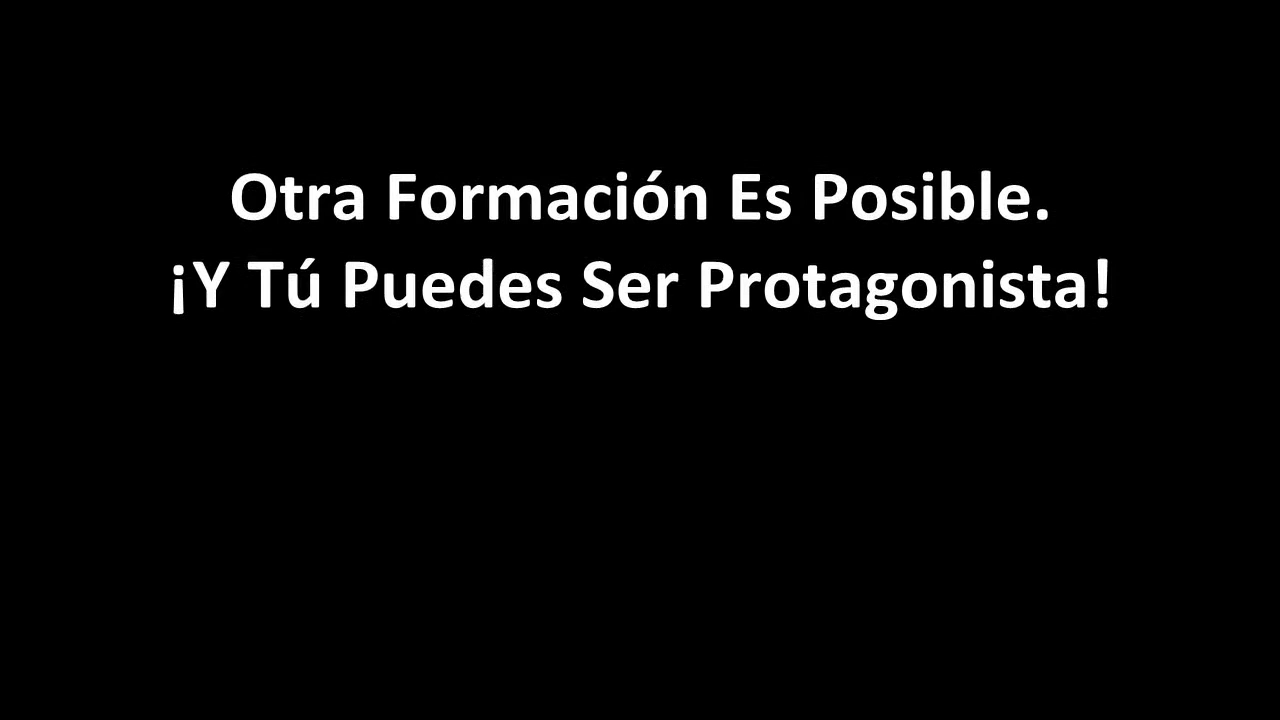 Otra Formación Es Posible.
¡Y Tú Puedes Ser Protagonista!